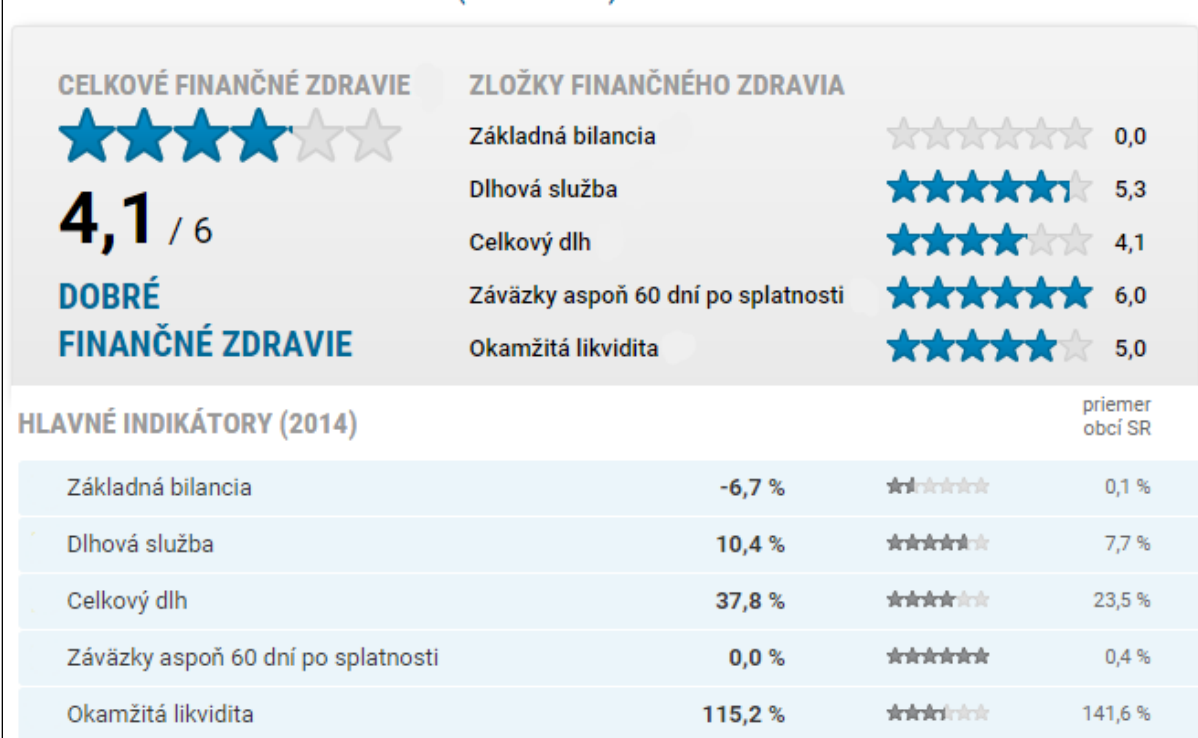 CELKOVÉ FINANČNÉ ZDRAVIE
4,1 / 6
DOBRÉ
FINANČNÉ ZDRAVIE
ZLOŽKY FINANČNÉHO ZDRAVIA
Základná bilancia 0,0
Dlhová služba 5,3
Celkový dlh 4,1
Záväzky aspoň 60 dní po splatnosti 6,0
Okamžitá likvidita 5,0
HLAVNÉ INDIKÁTORY (2014)
priemer
obcí SR
Základná bilancia -6,7 % 0,1 %
Dlhová služba 10,4 % 7,7 %
Celkový dlh 37,8 % 23,5 %
Záväzky aspoň 60 dní po splatnosti 0,0 % 0,4 %
Okamžitá likvidita 115,2 % 141,6 %